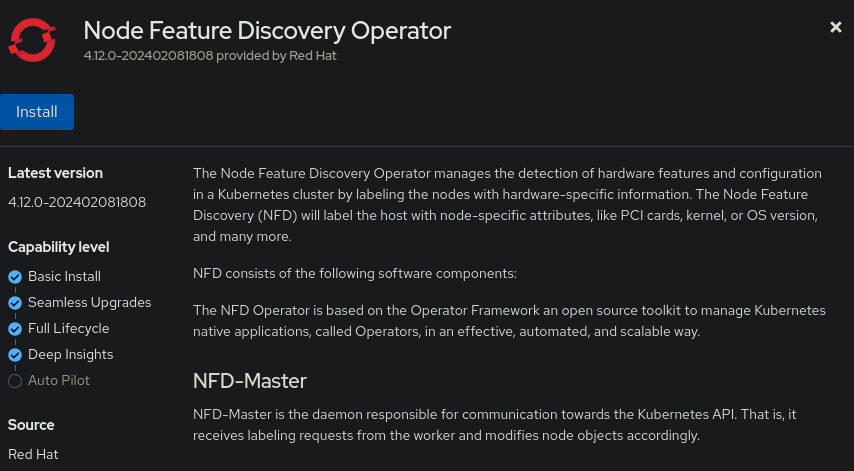 Node Feature Discovery Operator
4.12.0-202402081808 provided by Red Hat
Install
Latest version
4.12.0-202402081808
Capability level
Basic Install
Seamless Upgrades
Full Lifecycle
Deep Insights
Auto Pilot
Source
Red Hat
The Node Feature Discovery Operator manages the detection of hardware features and configuration
in a Kubernetes cluster by labeling the nodes with hardware-specific information. The Node Feature
Discovery (NFD) will label the host with node-specific attributes, like PCI cards, kernel, or OS version,
and many more.
NFD consists of the following software components:
The NFD Operator is based on the Operator Framework an open source toolkit to manage Kubernetes
native applications, called Operators, in an effective, automated, and scalable way.
NFD-Master
NFD-Master is the daemon responsible for communication towards the Kubernetes API. That is, it
receives labeling requests from the worker and modifies node objects accordingly.